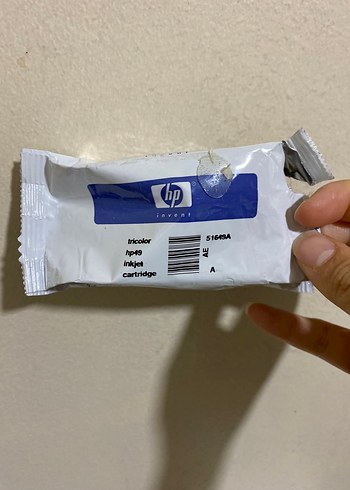 hp
invent
tricolor
hp49
inkjet
cartridge
51649A
AE
A